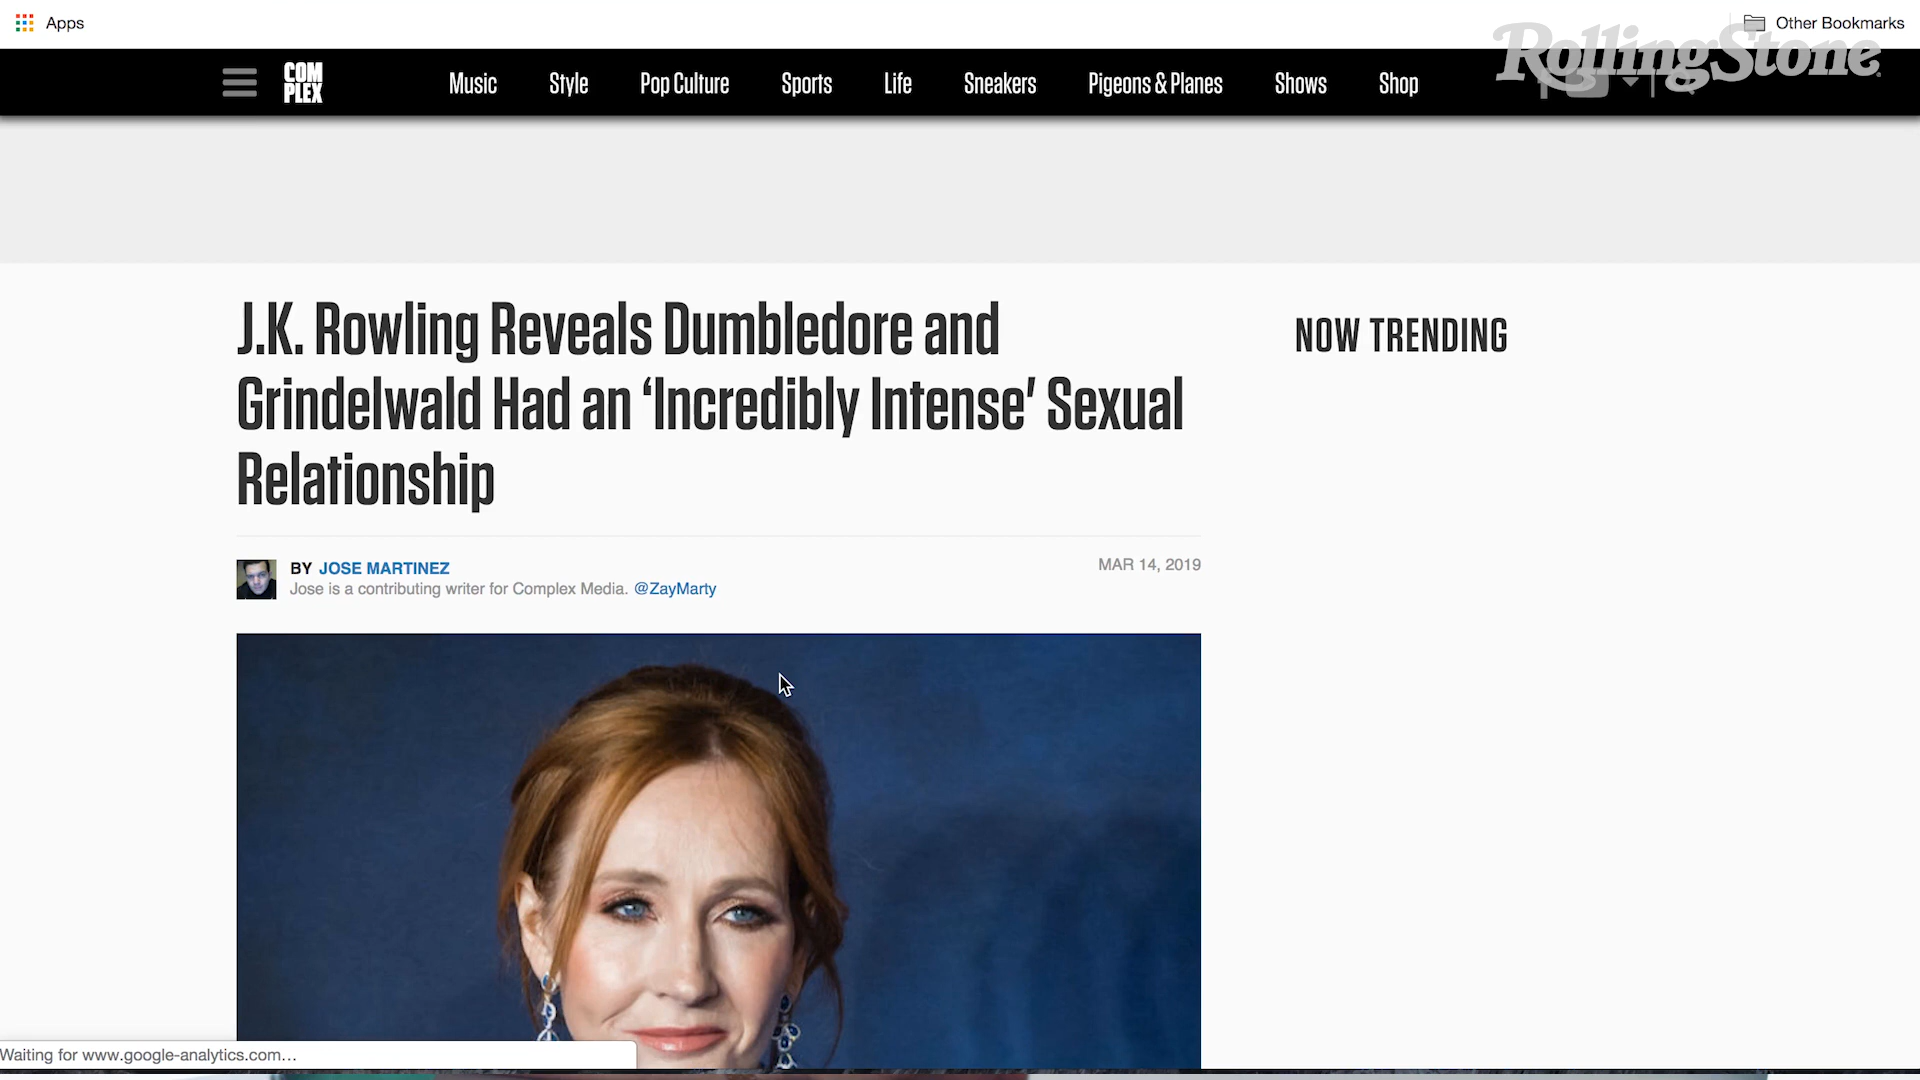 Apps
Other Bookmarks
RollingStone
COM
PLEX
Music Style Pop Culture Sports Life Sneakers Pigeons & Planes Shows Shop
J.K. Rowling Reveals Dumbledore and
Grindelwald Had an ‘Incredibly Intense’ Sexual
Relationship
NOW TRENDING
BY JOSE MARTINEZ
MAR 14, 2019
Jose is a contributing writer for Complex Media. @ZayMarty
Waiting for www.google-analytics.com…